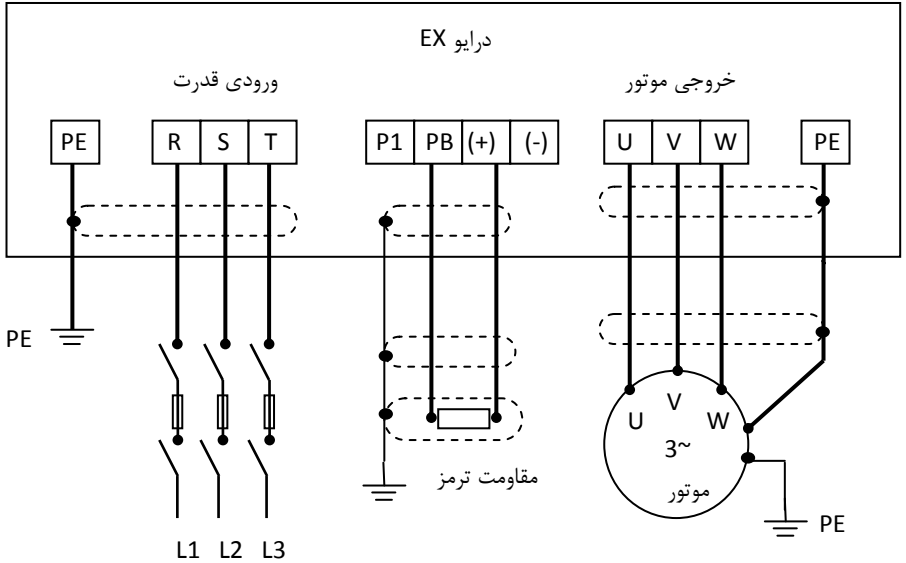 درایو EX
ورودی قدرت
خروجی موتور
PE R S T P1 PB (+) (-) U V W PE
PE
U V W
3~
موتور
مقاومت ترمز
PE
L1 L2 L3